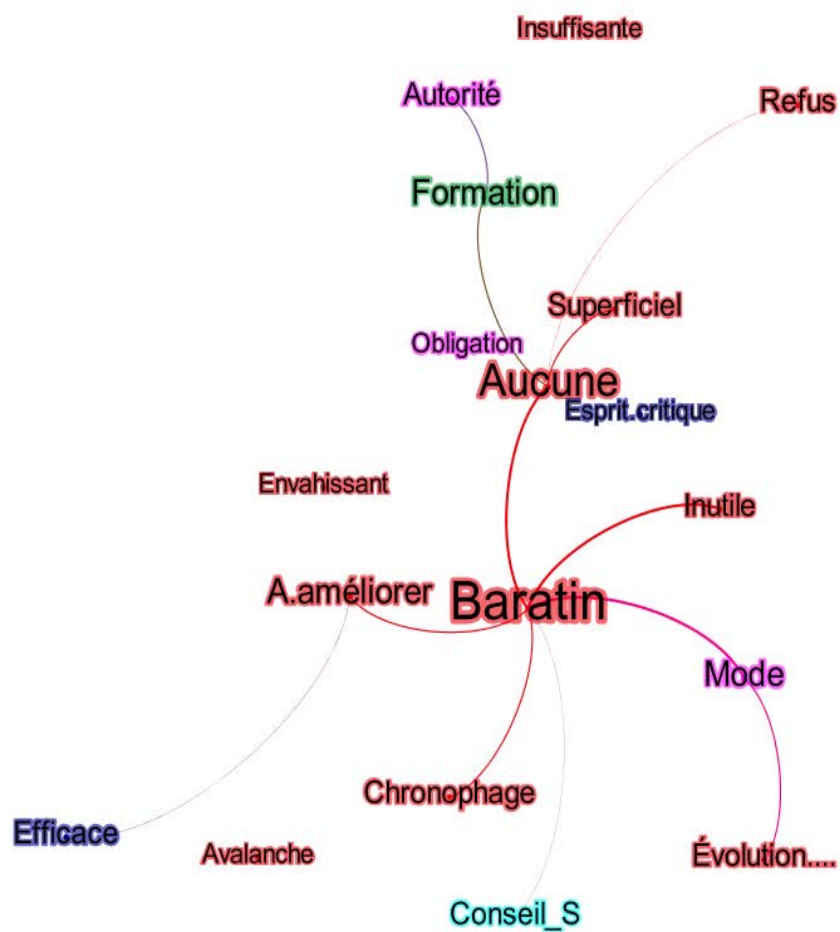 Insuffisante
Autorité
Refus
Formation
Superficiel
Obligation
Aucune
Esprit.critique
Envahissant
Inutile
A.améliorer
Baratin
Mode
Chronophage
Efficace
Avalanche
Évolution....
Conseil_S